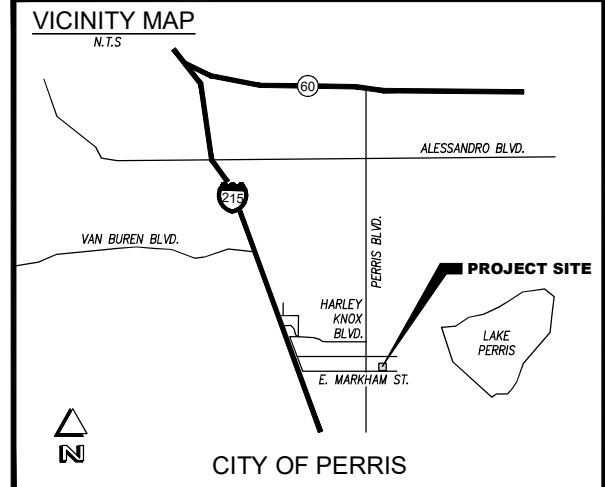 VICINITY MAP
N.T.S
60
ALESSANDRO BLVD.
215
PERRIS BLVD.
VAN BUREN BLVD.
PROJECT SITE
HARLEY
KNOX
BLVD.
LAKE
PERRIS
E. MARKHAM ST.
N
CITY OF PERRIS